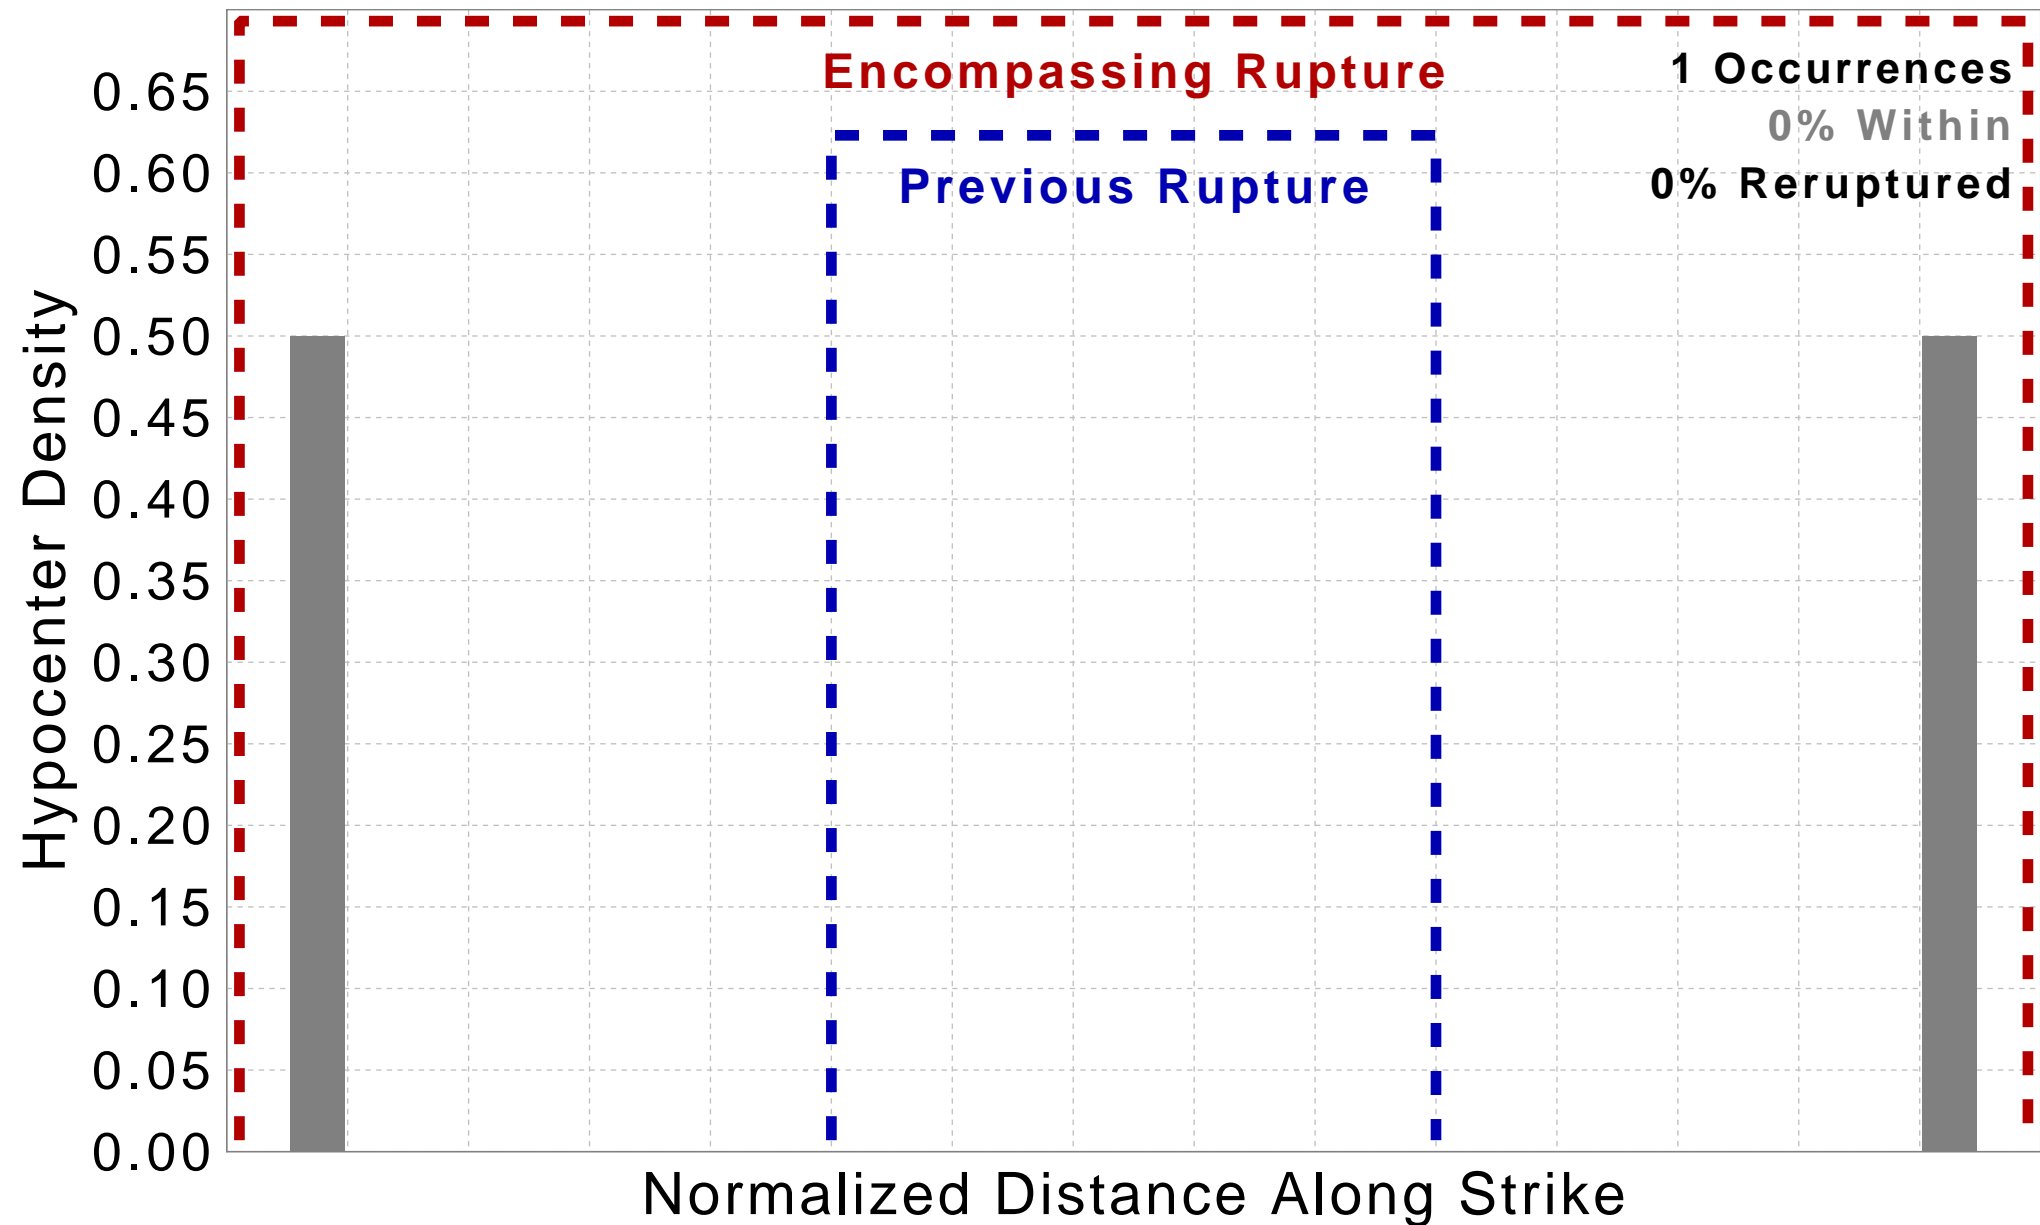 Encompassing Rupture
1 Occurrences
0% Within
Previous Rupture
0% Reruptured
Hypocenter Density
0.65
0.60
0.55
0.50
0.45
0.40
0.35
0.30
0.25
0.20
0.15
0.10
0.05
0.00
Normalized Distance Along Strike